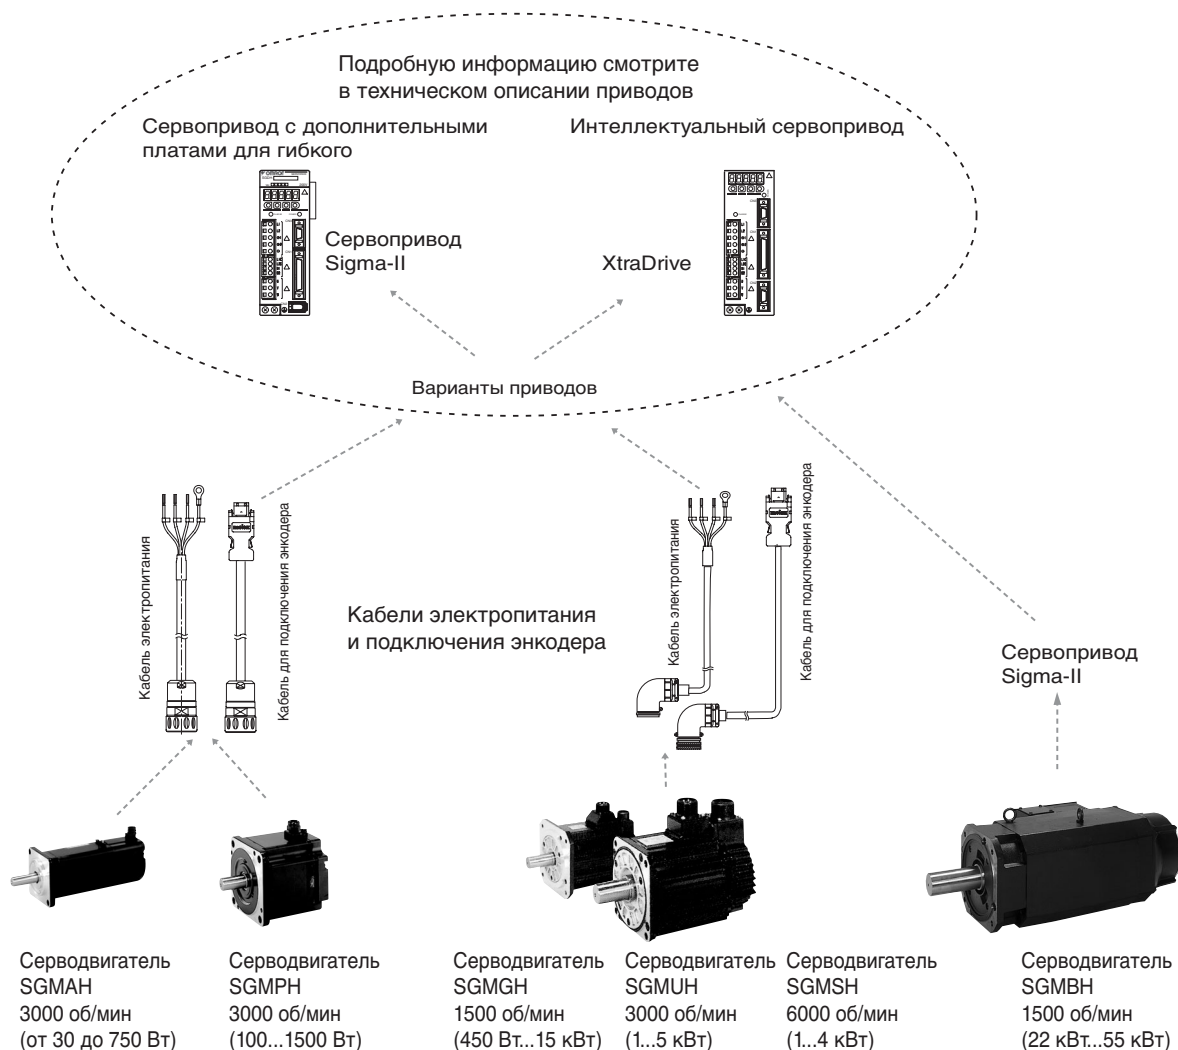 Подробную информацию смотрите
в техническом описании приводов
Сервопривод с дополнительными
платами для гибкого
Интеллектуальный сервопривод
Сервопривод
Sigma-II
XtraDrive
Варианты приводов
Кабель электропитания
Кабель для подключения энкодера
Кабели электропитания
и подключения энкодера
Кабель электропитания
Кабель для подключения энкодера
Сервопривод
Sigma-II
Серводвигатель
SGMAH
3000 об/мин
(от 30 до 750 Вт)
Серводвигатель
SGMPH
3000 об/мин
(100...1500 Вт)
Серводвигатель
SGMGH
1500 об/мин
(450 Вт...15 кВт)
Серводвигатель
SGMUH
3000 об/мин
(1...5 кВт)
Серводвигатель
SGMSH
6000 об/мин
(1...4 кВт)
Серводвигатель
SGMBH
1500 об/мин
(22 кВт...55 кВт)